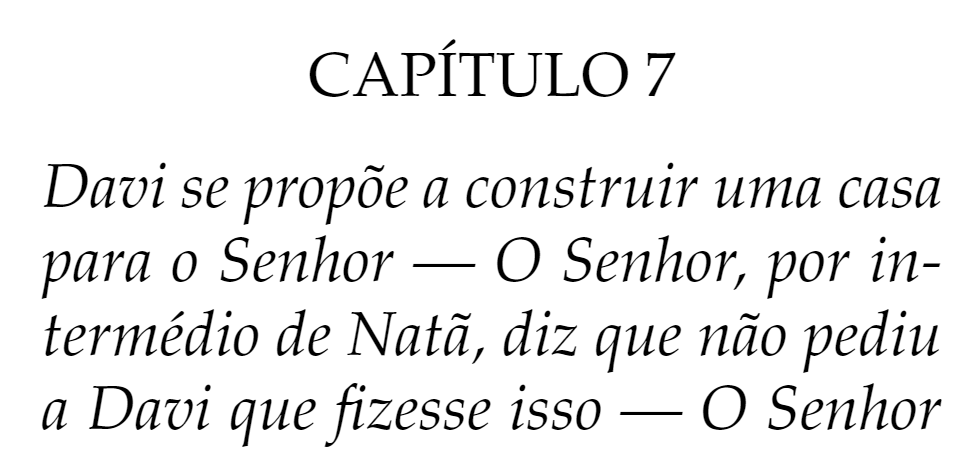 CAPÍTULO 7
Davi se propõe a construir uma casa
para o Senhor — O Senhor, por in-
termédio de Natã, diz que não pediu
a Davi que fizesse isso — O Senhor